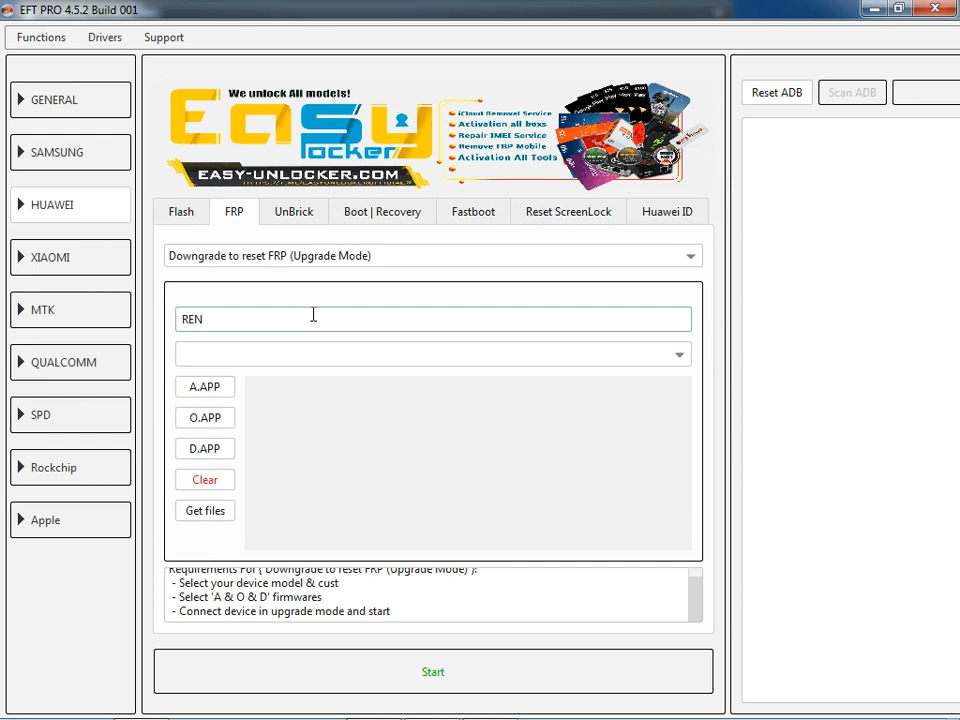 EFT PRO 4.5.2 Build 001
Functions Drivers Support
GENERAL
SAMSUNG
HUAWEI
XIAOMI
MTK
QUALCOMM
SPD
Rockchip
Apple
We unlock All models!
Easy
locker
EASY-UNLOCKER.COM
iCloud Removal Service
Activation all boxs
Repair IMEI Service
Remove FRP Mobile
Activation All Tools
Flash FRP UnBrick Boot | Recovery Fastboot Reset ScreenLock Huawei ID
Downgrade to reset FRP (Upgrade Mode)
REN
A.APP
O.APP
D.APP
Clear
Get files
Requirements For { Downgrade to reset FRP (Upgrade Mode) }:
- Select your device model & cust
- Select 'A & O & D' firmwares
- Connect device in upgrade mode and start
Start
Reset ADB Scan ADB